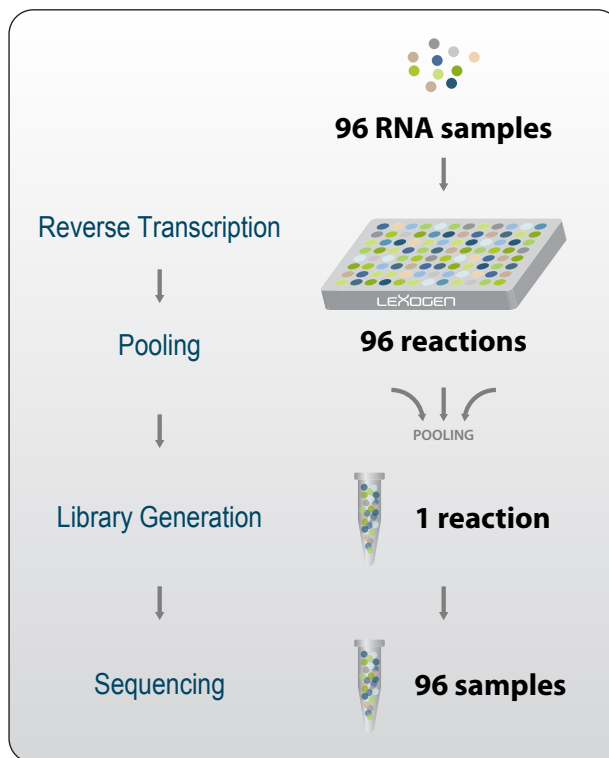 96 RNA samples
Reverse Transcription
LEXOGEN
Pooling
96 reactions
POOLING
Library Generation
1 reaction
Sequencing
96 samples